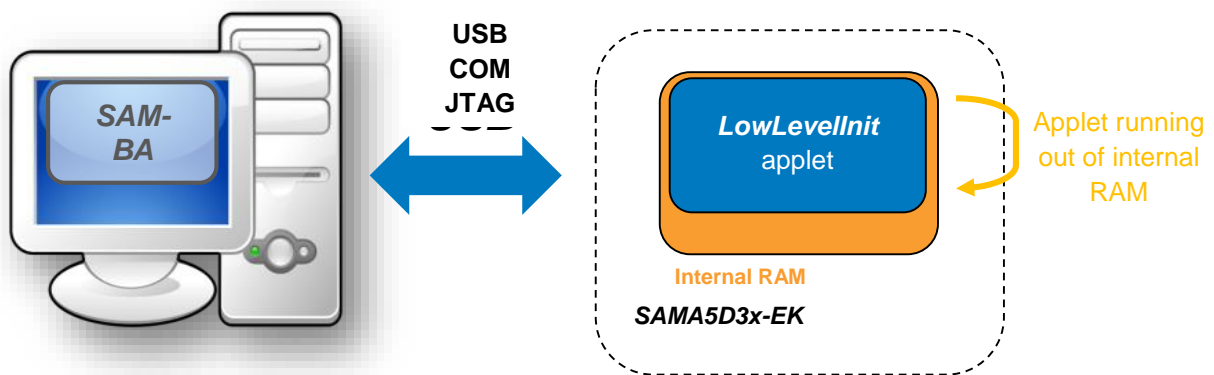 SAM-
BA
USB
COM
JTAG
LowLevelInit
applet
Internal RAM
SAMA5D3x-EK
Applet running
out of internal
RAM